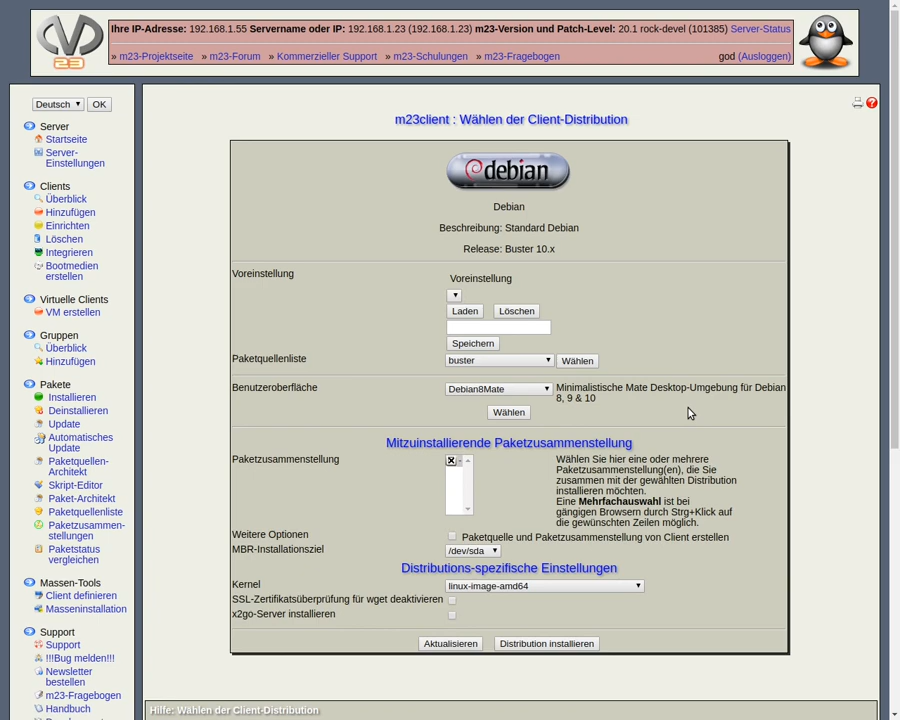 Ihre IP-Adresse: 192.168.1.55 Servername oder IP: 192.168.1.23 (192.168.1.23) m23-Version und Patch-Level: 20.1 rock-devel (101385) Server-Status
» m23-Projektseite » m23-Forum » Kommerzieller Support » m23-Schulungen » m23-Fragebogen god (Ausloggen)
23
Deutsch OK
Server
Startseite
Server-
Einstellungen
Clients
Überblick
Hinzufügen
Einrichten
Löschen
Integrieren
Bootmedien
erstellen
Virtuelle Clients
VM erstellen
Gruppen
Überblick
Hinzufügen
Pakete
Installieren
Deinstallieren
Update
Automatisches
Update
Paketquellen-
Architekt
Skript-Editor
Paket-Architekt
Paketquellenliste
Paketzusammen-
stellungen
Paketstatus
vergleichen
Massen-Tools
Client definieren
Masseninstallation
Support
Support
!!!Bug melden!!!
Newsletter
bestellen
m23-Fragebogen
Handbuch
m23client : Wählen der Client-Distribution
debian
Debian
Beschreibung: Standard Debian
Release: Buster 10.x
Voreinstellung
Voreinstellung
Laden Löschen
Speichern
Paketquellenliste buster Wählen
Benutzeroberfläche Debian8Mate Minimalistische Mate Desktop-Umgebung für Debian
8, 9 & 10
Wählen
Mitzuinstallierende Paketzusammenstellung
Paketzusammenstellung Wählen Sie hier eine oder mehrere
Paketzusammenstellung(en), die Sie
zusammen mit der gewählten Distribution
installieren möchten.
Eine Mehrfachauswahl ist bei
gängigen Browsern durch Strg+Klick auf
die gewünschten Zeilen möglich.
Weitere Optionen Paketquelle und Paketzusammenstellung von Client erstellen
MBR-Installationsziel /dev/sda
Distributions-spezifische Einstellungen
Kernel linux-image-amd64
SSL-Zertifikatsüberprüfung für wget deaktivieren
x2go-Server installieren
Aktualisieren Distribution installieren
Hilfe: Wählen der Client-Distribution